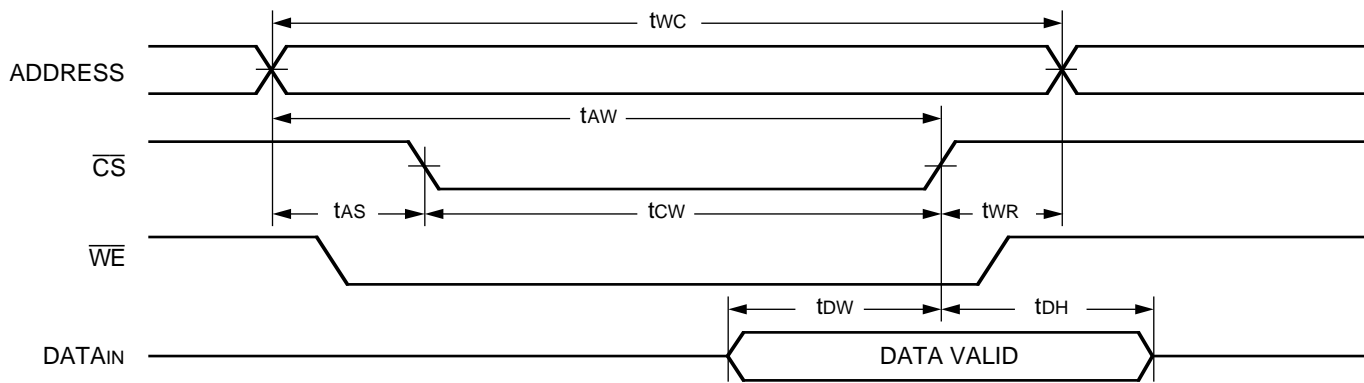 tWC
ADDRESS
tAW
CS
tAS tCW tWR
WE
tDW tDH
DATAIN DATA VALID